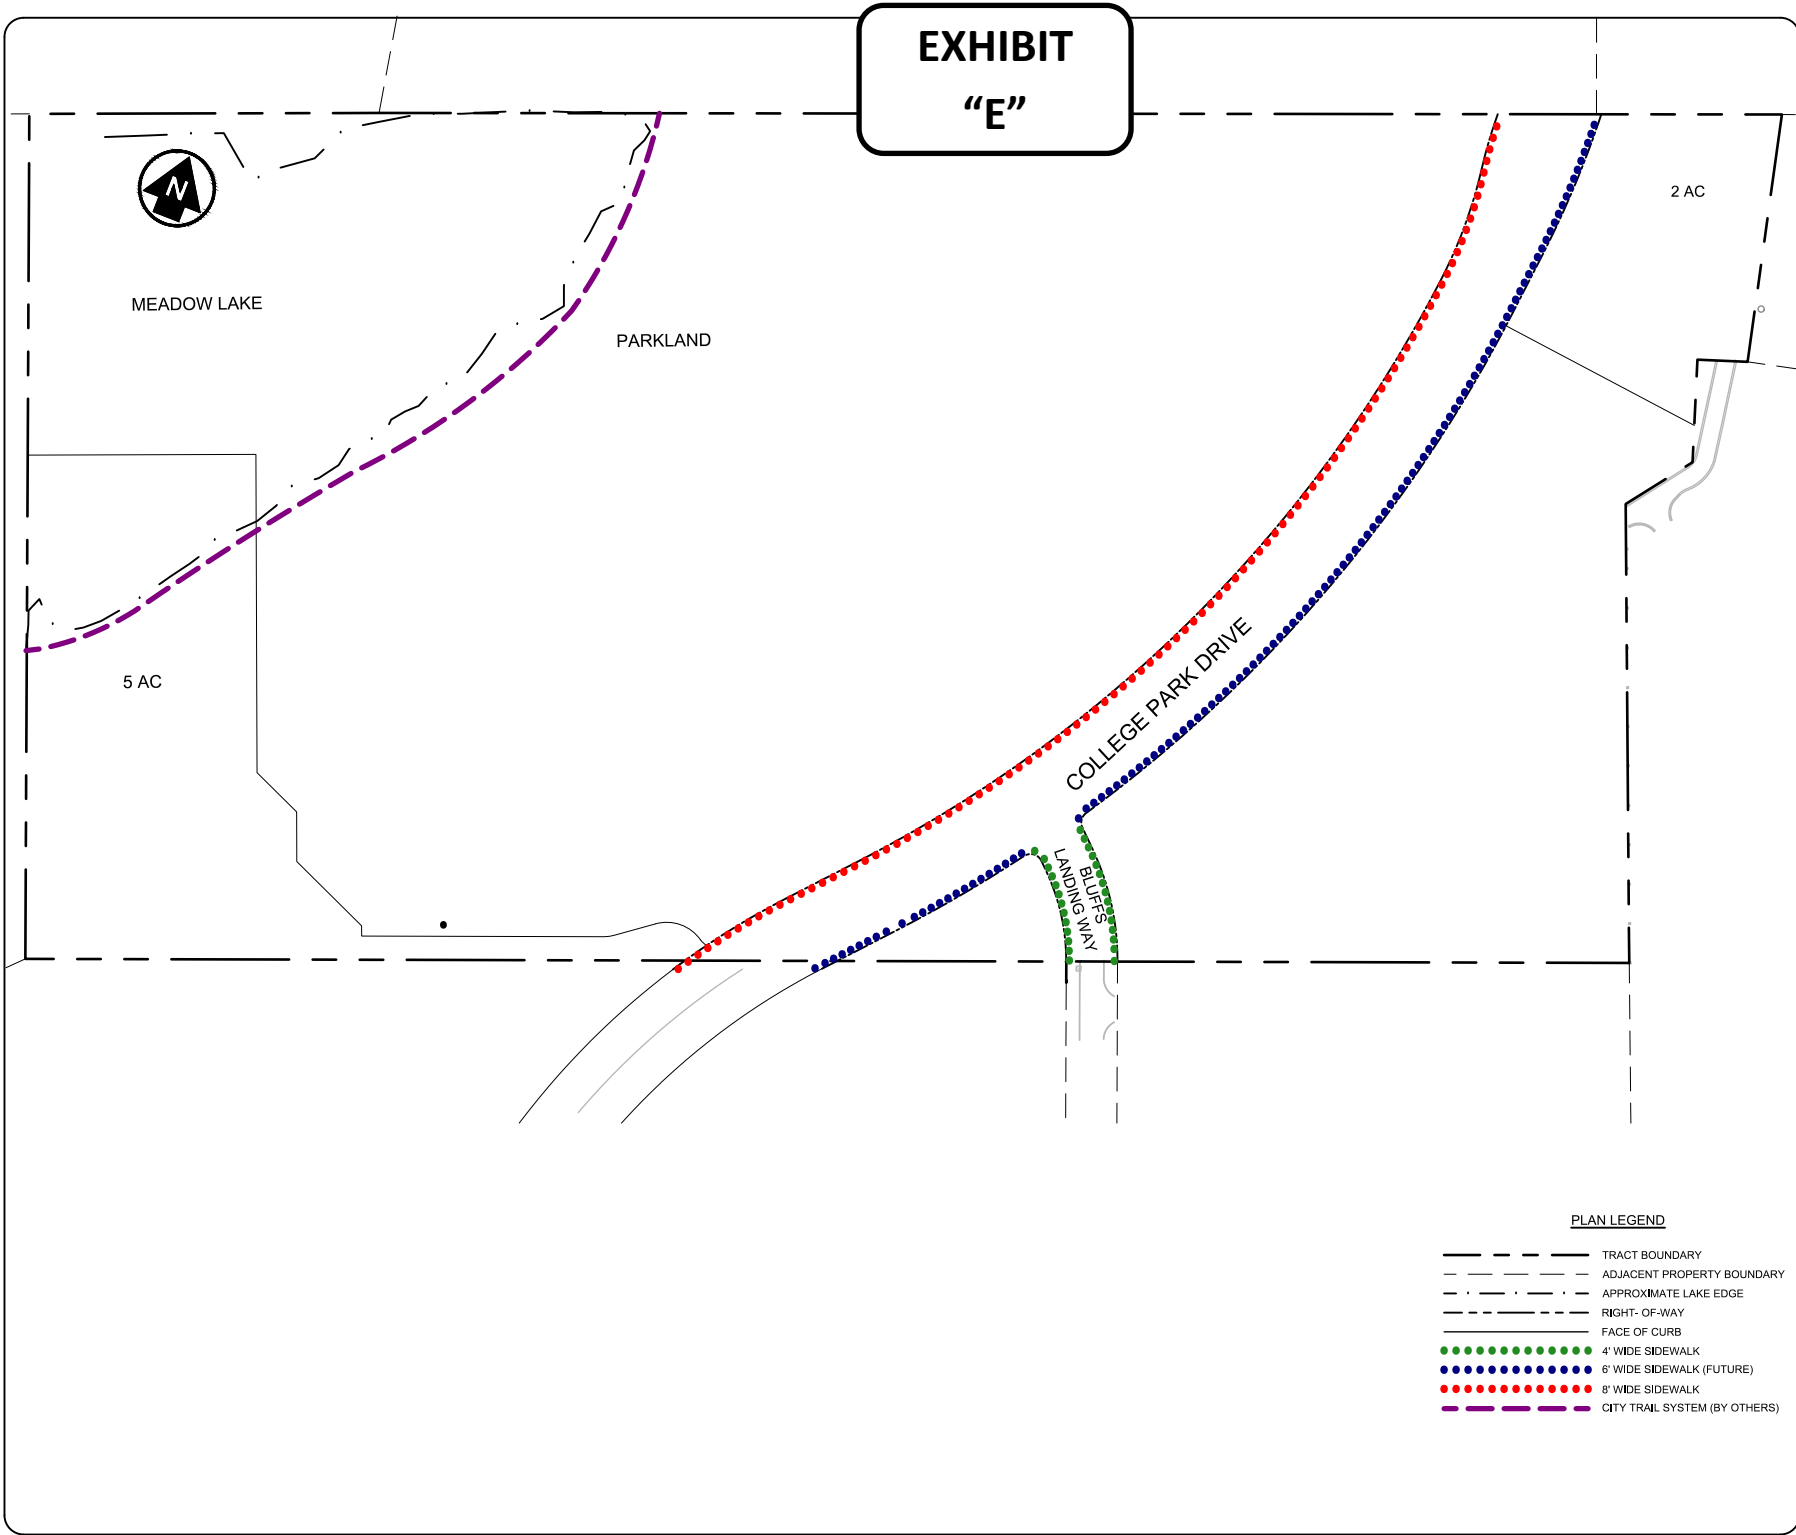 EXHIBIT
“E”
N
2 AC
MEADOW LAKE
PARKLAND
5 AC
COLLEGE PARK DRIVE
BLUFFS
LANDING WAY
PLAN LEGEND
TRACT BOUNDARY
ADJACENT PROPERTY BOUNDARY
APPROXIMATE LAKE EDGE
RIGHT- OF-WAY
FACE OF CURB
4' WIDE SIDEWALK
6' WIDE SIDEWALK (FUTURE)
8' WIDE SIDEWALK
CITY TRAIL SYSTEM (BY OTHERS)